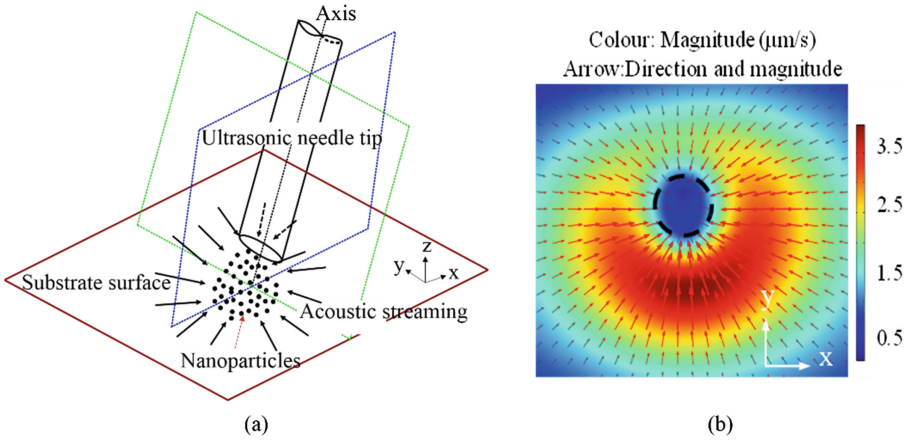 Axis
Ultrasonic needle tip
z
y
x
Substrate surface
Acoustic streaming
Nanoparticles
(a)
Colour: Magnitude (μm/s)
Arrow:Direction and magnitude
3.5
2.5
1.5
0.5
y
x
(b)